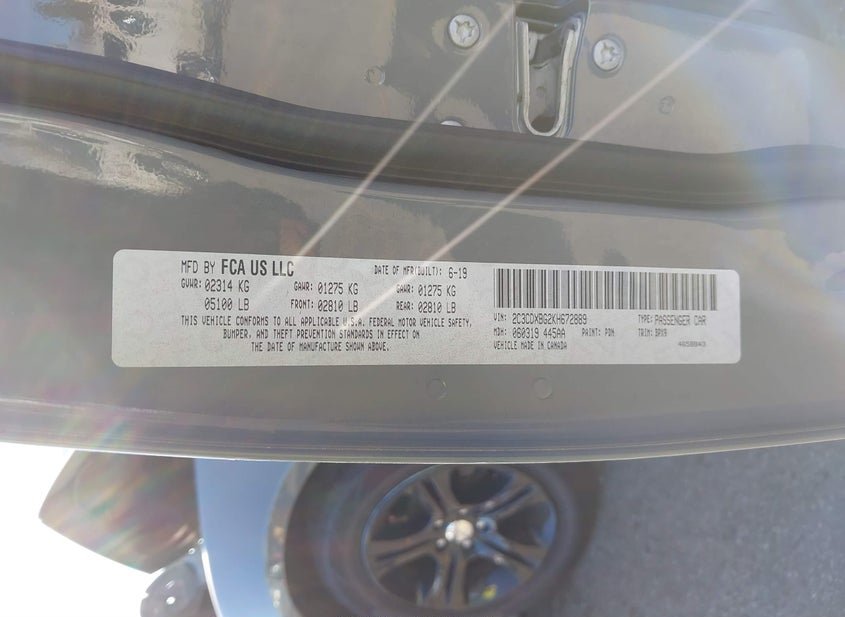 MFD BY FCA US LLC DATE OF MFR(BUILT): 6-19
GVWR: 02314 KG GAWR: 01275 KG GAWR: 01275 KG
05100 LB FRONT: 02810 LB REAR: 02810 LB
THIS VEHICLE CONFORMS TO ALL APPLICABLE U.S.A. FEDERAL MOTOR VEHICLE SAFETY,
BUMPER, AND THEFT PREVENTION STANDARDS IN EFFECT ON
THE DATE OF MANUFACTURE SHOWN ABOVE.
VIN: 2C3CDXBG2KH672889 TYPE: PASSENGER CAR
MDH: 060319 445AA PAINT: PDN TRIM: BPX9
VEHICLE MADE IN CANADA